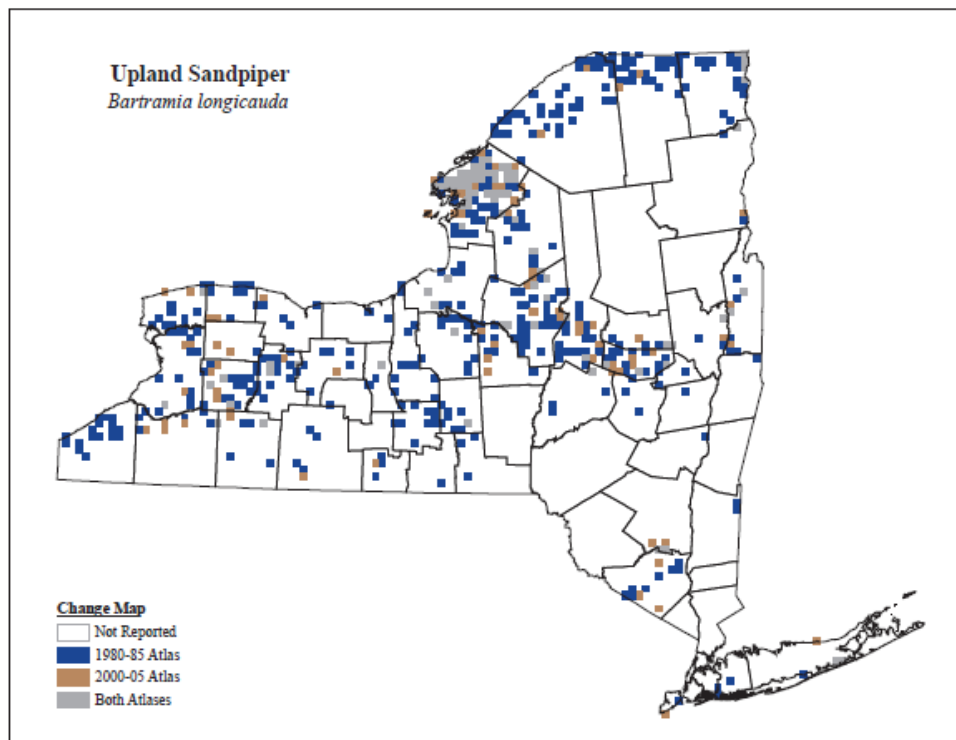 Upland Sandpiper
Bartramia longicauda
Change Map
Not Reported
1980-85 Atlas
2000-05 Atlas
Both Atlases